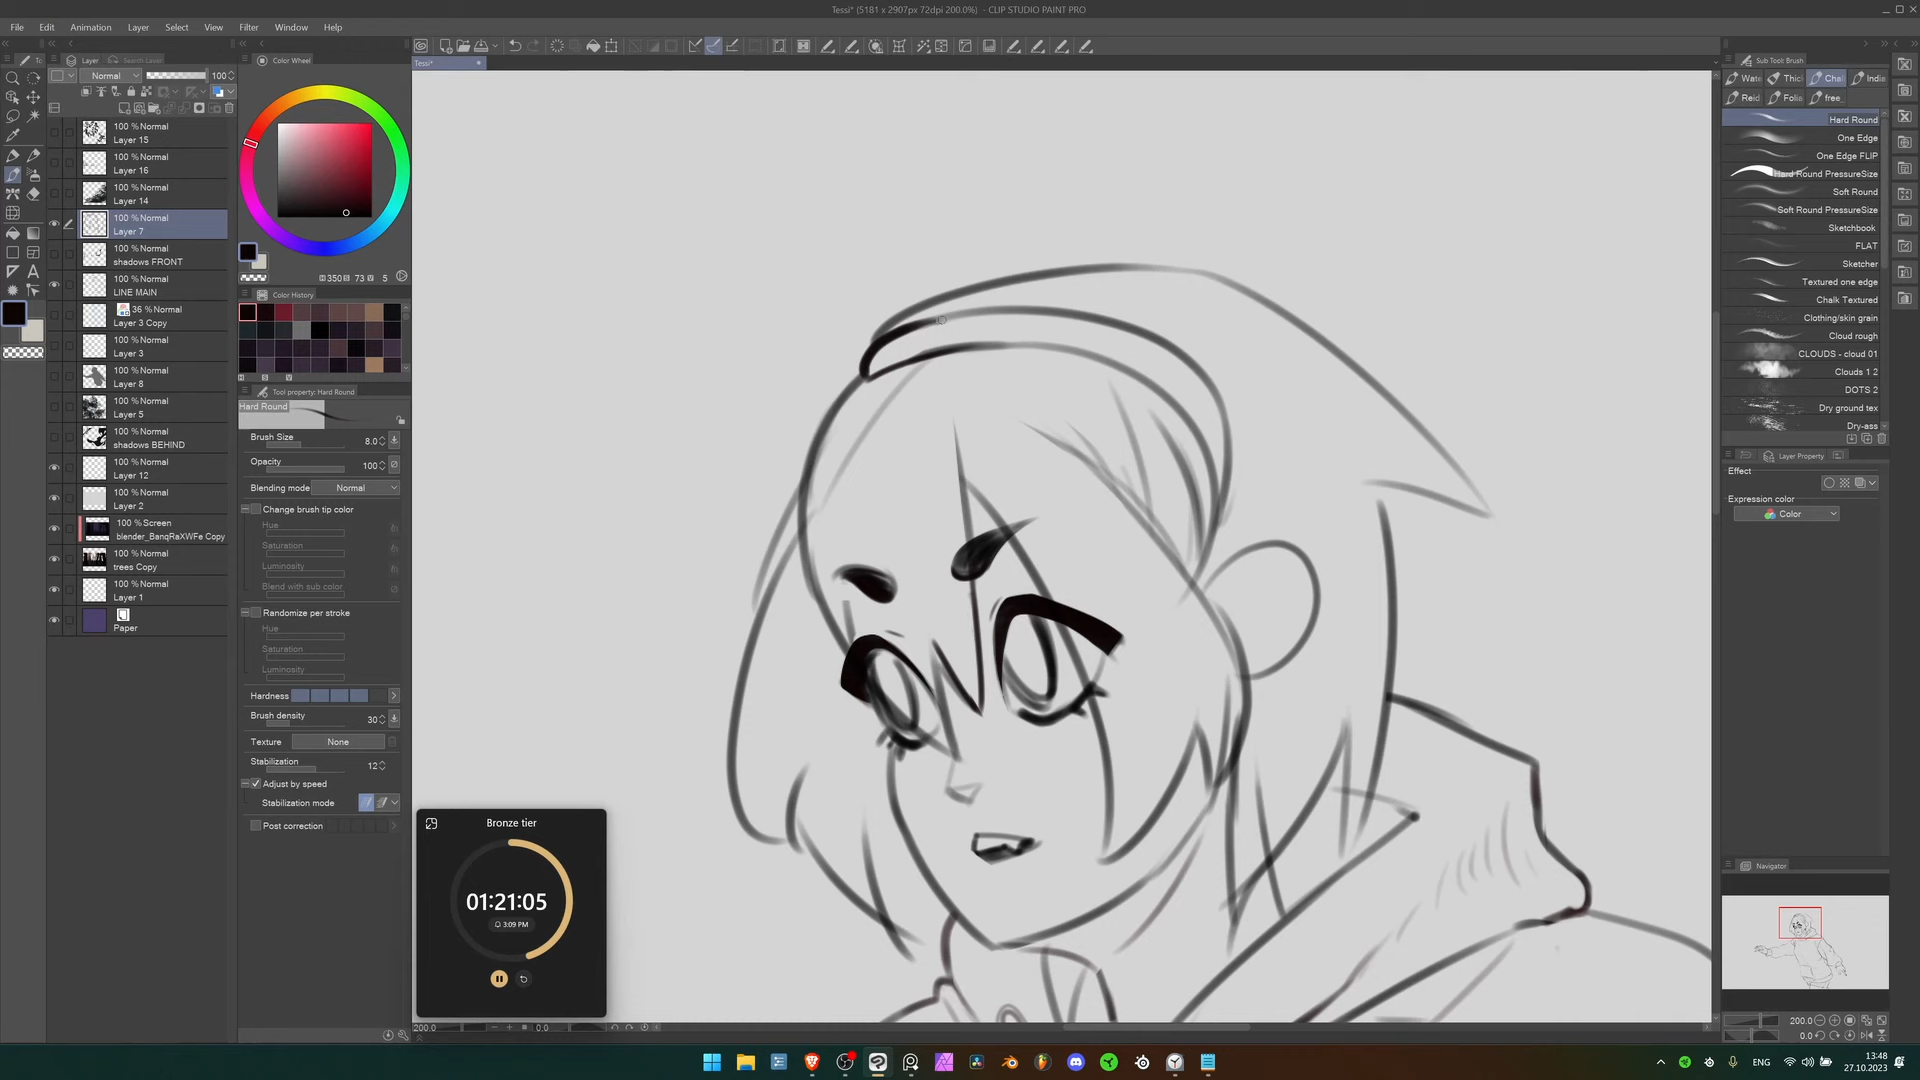 Tessi* (5181 x 2907px 72dpi 200.0%) - CLIP STUDIO PAINT PRO
File Edit Animation Layer Select View Filter Window Help
Tessi*
Layer Search Layer
Normal 100
100 %Normal
Layer 15
100 %Normal
Layer 16
100 %Normal
Layer 14
100 %Normal
Layer 7
100 %Normal
shadows FRONT
100 %Normal
LINE MAIN
36 %Normal
Layer 3 Copy
100 %Normal
Layer 3
100 %Normal
Layer 8
100 %Normal
Layer 5
100 %Normal
shadows BEHIND
100 %Normal
Layer 12
100 %Normal
Layer 2
100 %Screen
blender_BanqRaXWFe Copy
100 %Normal
trees Copy
100 %Normal
Layer 1
Paper
Color Wheel
H 350 S 73 V 5
Color History
H S V
Tool property: Hard Round
Hard Round
Brush Size 8.0
Opacity 100
Blending mode Normal
Change brush tip color
Hue
Saturation
Luminosity
Blend with sub color
Randomize per stroke
Hue
Saturation
Luminosity
Hardness
Brush density 30
Texture None
Stabilization 12
Adjust by speed
Stabilization mode
Post correction
Bronze tier
01:21:05
3:09 PM
200.0 0.0
Sub Tool: Brush
Wate Thic Cha India
Reid Folia free_
Hard Round
One Edge
One Edge FLIP
Hard Round PressureSize
Soft Round
Soft Round PressureSize
Sketchbook
FLAT
Sketcher
Textured one edge
Chalk Textured
Clothing/skin grain
Cloud rough
CLOUDS - cloud 01
Clouds 1 2
DOTS 2
Dry ground tex
Dry-ass
Layer Property
Effect
Expression color
Color
Navigator
200.0
0.0
ENG
13:48
27.10.2023